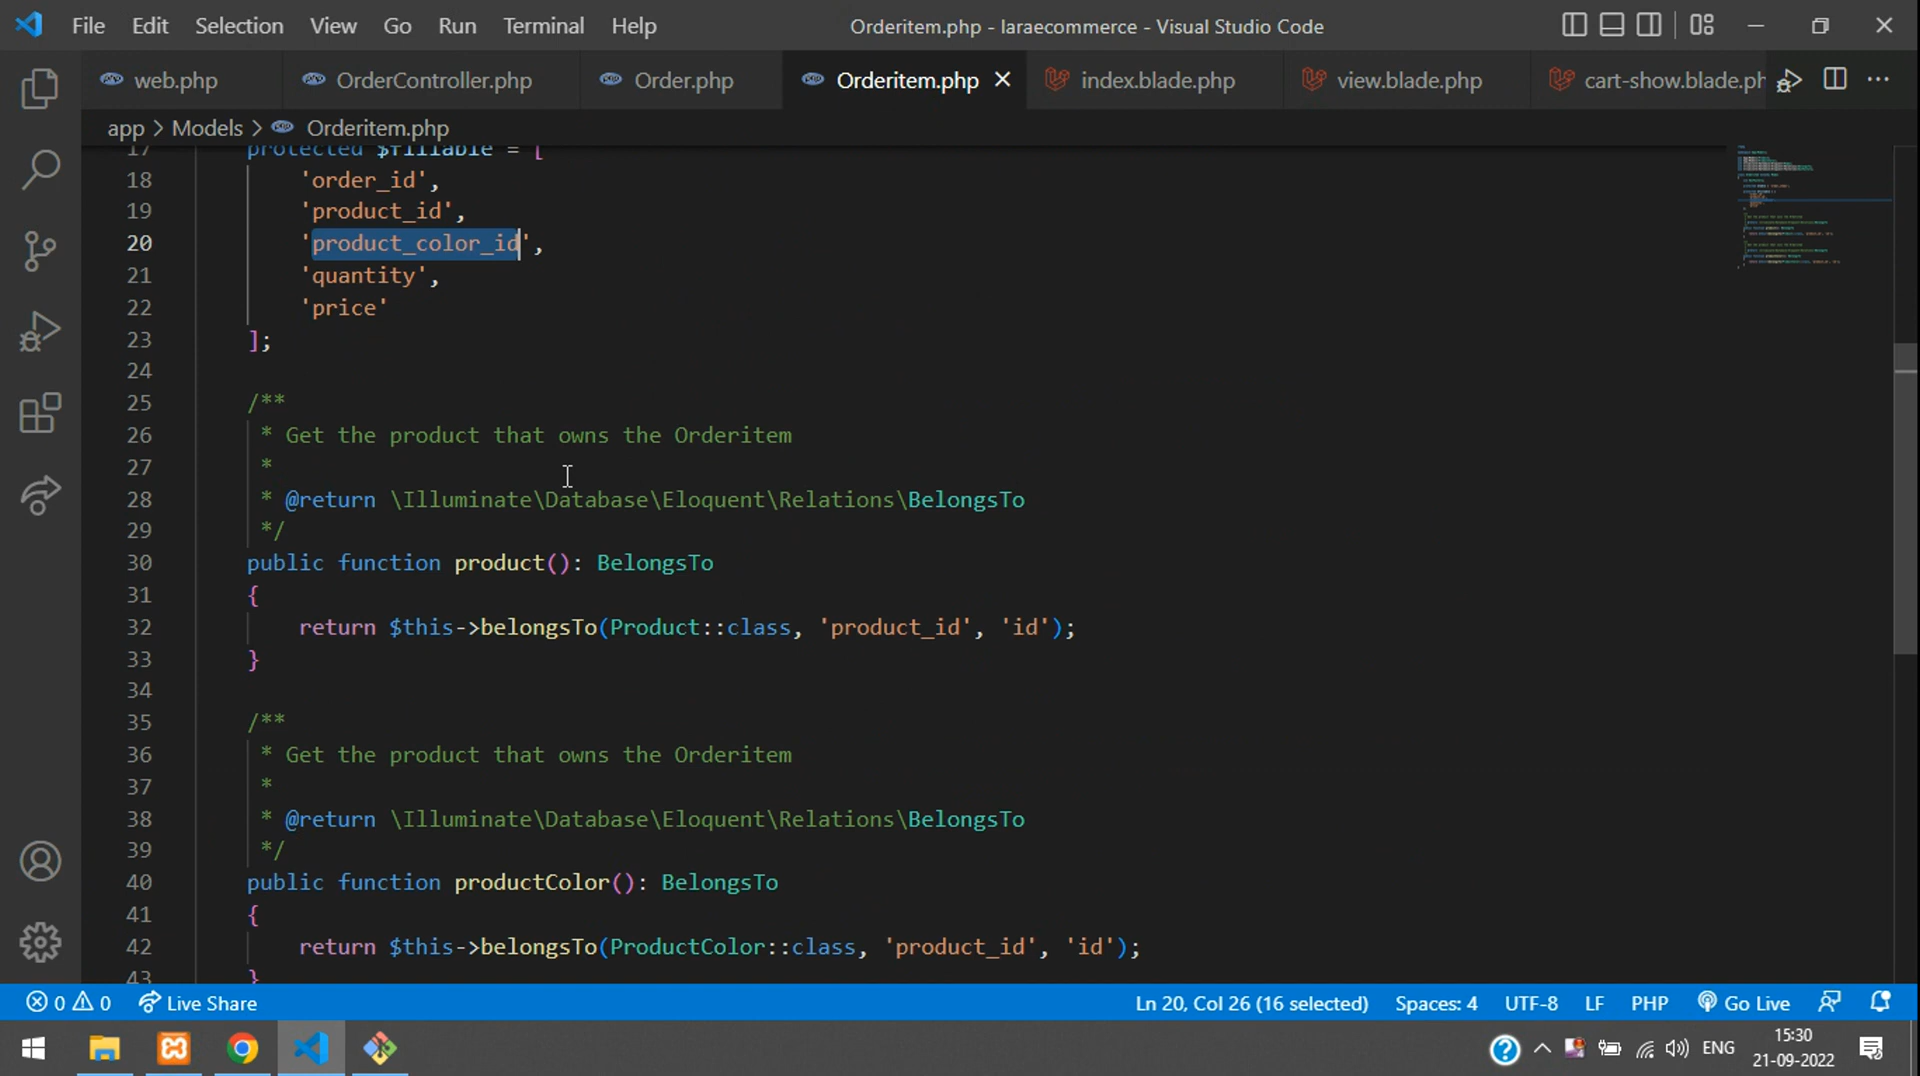 File Edit Selection View Go Run Terminal Help Orderitem.php - laraecommerce - Visual Studio Code
web.php OrderController.php Order.php Orderitem.php index.blade.php view.blade.php cart-show.blade.ph
app > Models > Orderitem.php
17 protected $fillable = [
18 'order_id',
19 'product_id',
20 'product_color_id',
21 'quantity',
22 'price'
23 ];
24
25 /**
26 * Get the product that owns the Orderitem
27 *
28 * @return \Illuminate\Database\Eloquent\Relations\BelongsTo
29 */
30 public function product(): BelongsTo
31 {
32 return $this->belongsTo(Product::class, 'product_id', 'id');
33 }
34
35 /**
36 * Get the product that owns the Orderitem
37 *
38 * @return \Illuminate\Database\Eloquent\Relations\BelongsTo
39 */
40 public function productColor(): BelongsTo
41 {
42 return $this->belongsTo(ProductColor::class, 'product_id', 'id');
43 }
0 0 Live Share Ln 20, Col 26 (16 selected) Spaces: 4 UTF-8 LF PHP Go Live
ENG 15:30
21-09-2022